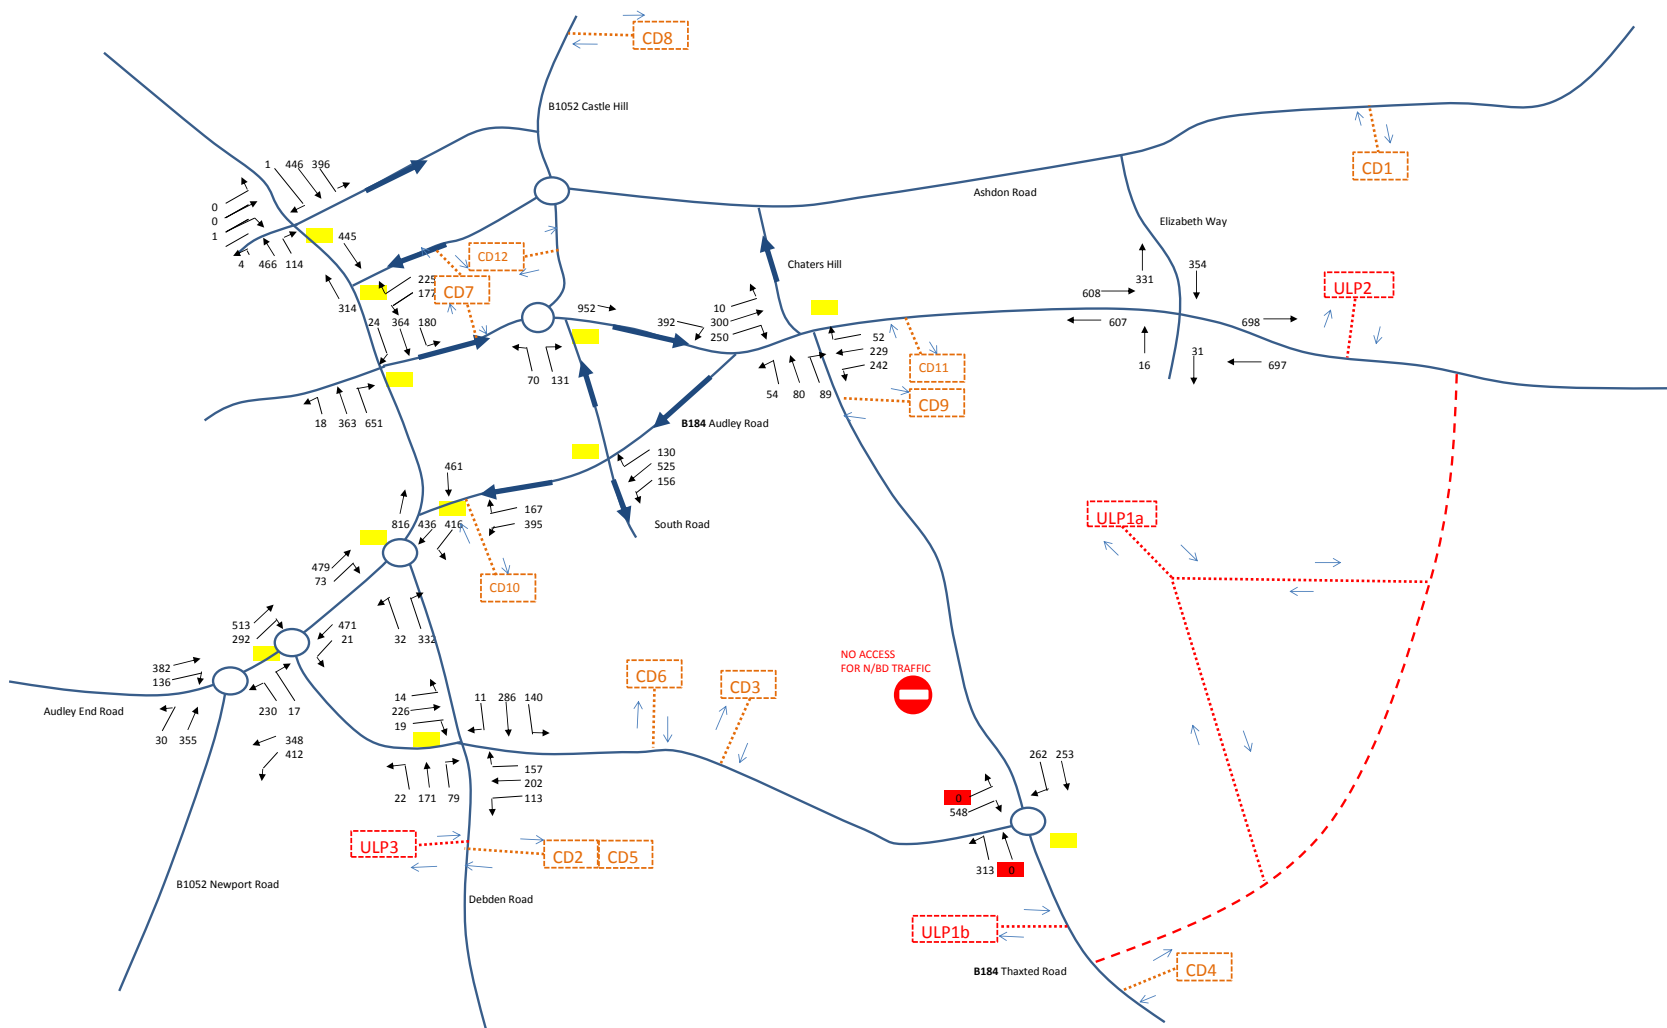 CD8
B1052 Castle Hill
CD1
1 446 396
Ashdon Road
0
0
1
Elizabeth Way
4 466 114
445
CD12
Chaters Hill
225
177
CD7
314
331
354
608
ULP2
24 364 180
952
392
10
300
250
607
698
52
229
242
16
31
697
70 131
54 80 89
CD11
CD9
18 363 651
B184 Audley Road
130
525
156
461
816 436 416
167
395
South Road
ULP1a
479
73
CD10
513
292
471
21
32 332
382
136
NO ACCESS
FOR N/BD TRAFFIC
CD6
CD3
Audley End Road
230 17
14
226
19
11 286 140
30 355
348
412
157
202
113
262 253
22 171 79
0
548
ULP3
CD2 CD5
313 0
B1052 Newport Road
Debden Road
ULP1b
B184 Thaxted Road
CD4